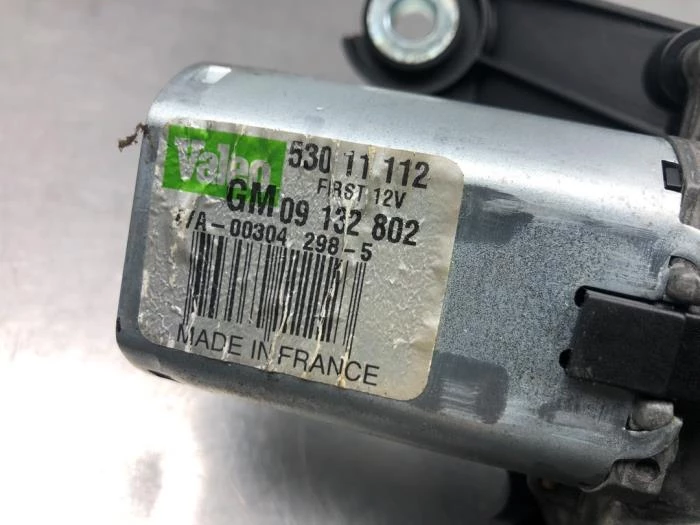 Valeo 530 11 112
FIRST 12V
GM 09 132 802
/A-00304 298-5
MADE IN FRANCE